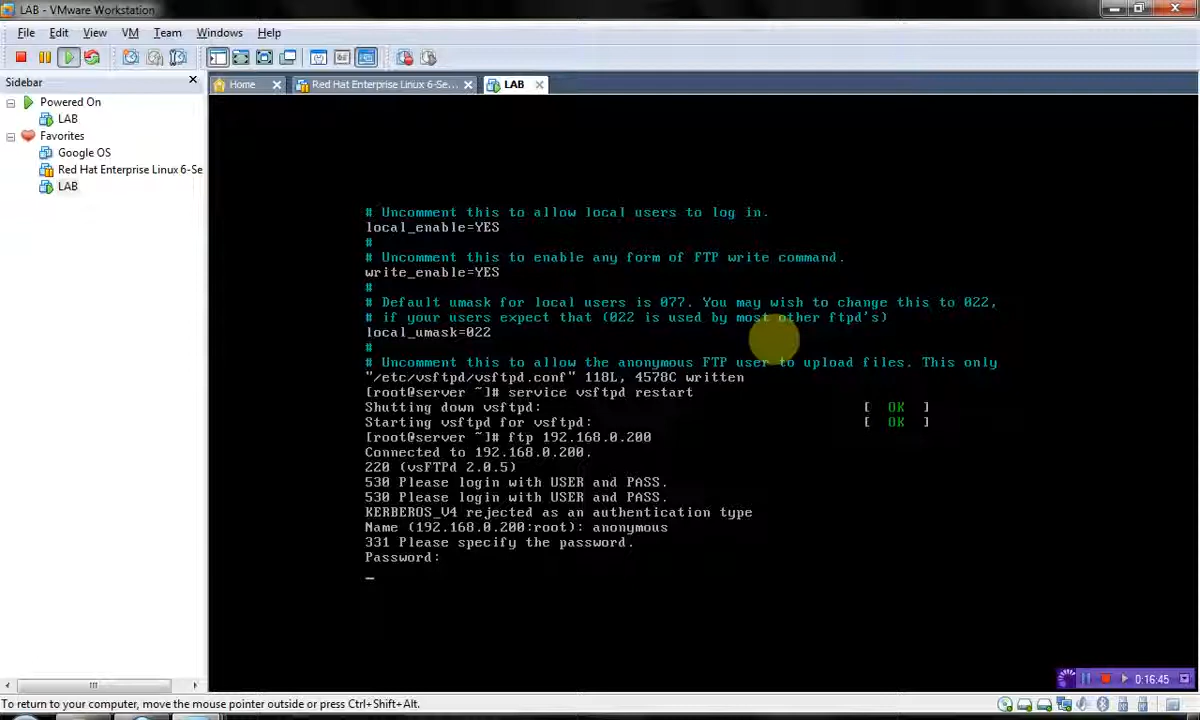 LAB - VMware Workstation
File Edit View VM Team Windows Help
Sidebar
Home
Red Hat Enterprise Linux 6-Se...
LAB
Powered On
LAB
Favorites
Google OS
Red Hat Enterprise Linux 6-Se
LAB
# Uncomment this to allow local users to log in.
local_enable=YES
#
# Uncomment this to enable any form of FTP write command.
write_enable=YES
#
# Default umask for local users is 077. You may wish to change this to 022,
# if your users expect that (022 is used by most other ftpd's)
local_umask=022
#
# Uncomment this to allow the anonymous FTP user to upload files. This only
"/etc/vsftpd/vsftpd.conf" 118L, 4578C written
[root@server ~]# service vsftpd restart
Shutting down vsftpd: [ OK ]
Starting vsftpd for vsftpd: [ OK ]
[root@server ~]# ftp 192.168.0.200
Connected to 192.168.0.200.
220 (vsFTPd 2.0.5)
530 Please login with USER and PASS.
530 Please login with USER and PASS.
KERBEROS_V4 rejected as an authentication type
Name (192.168.0.200:root): anonymous
331 Please specify the password.
Password:
0:16:45
To return to your computer, move the mouse pointer outside or press Ctrl+Shift+Alt.